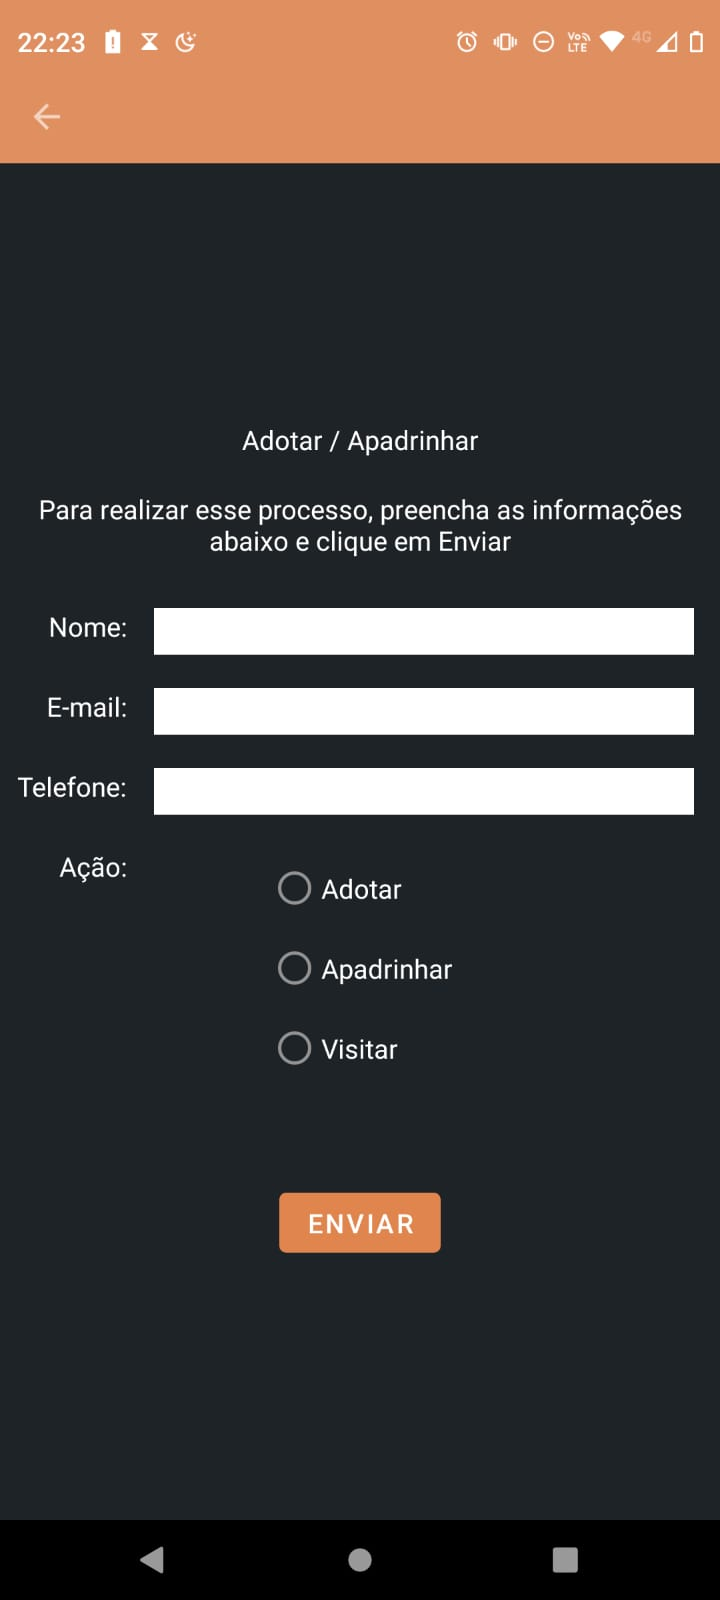 22:23
Vo LTE 4G
Adotar / Apadrinhar
Para realizar esse processo, preencha as informações
abaixo e clique em Enviar
Nome:
E-mail:
Telefone:
Ação:
Adotar
Apadrinhar
Visitar
ENVIAR